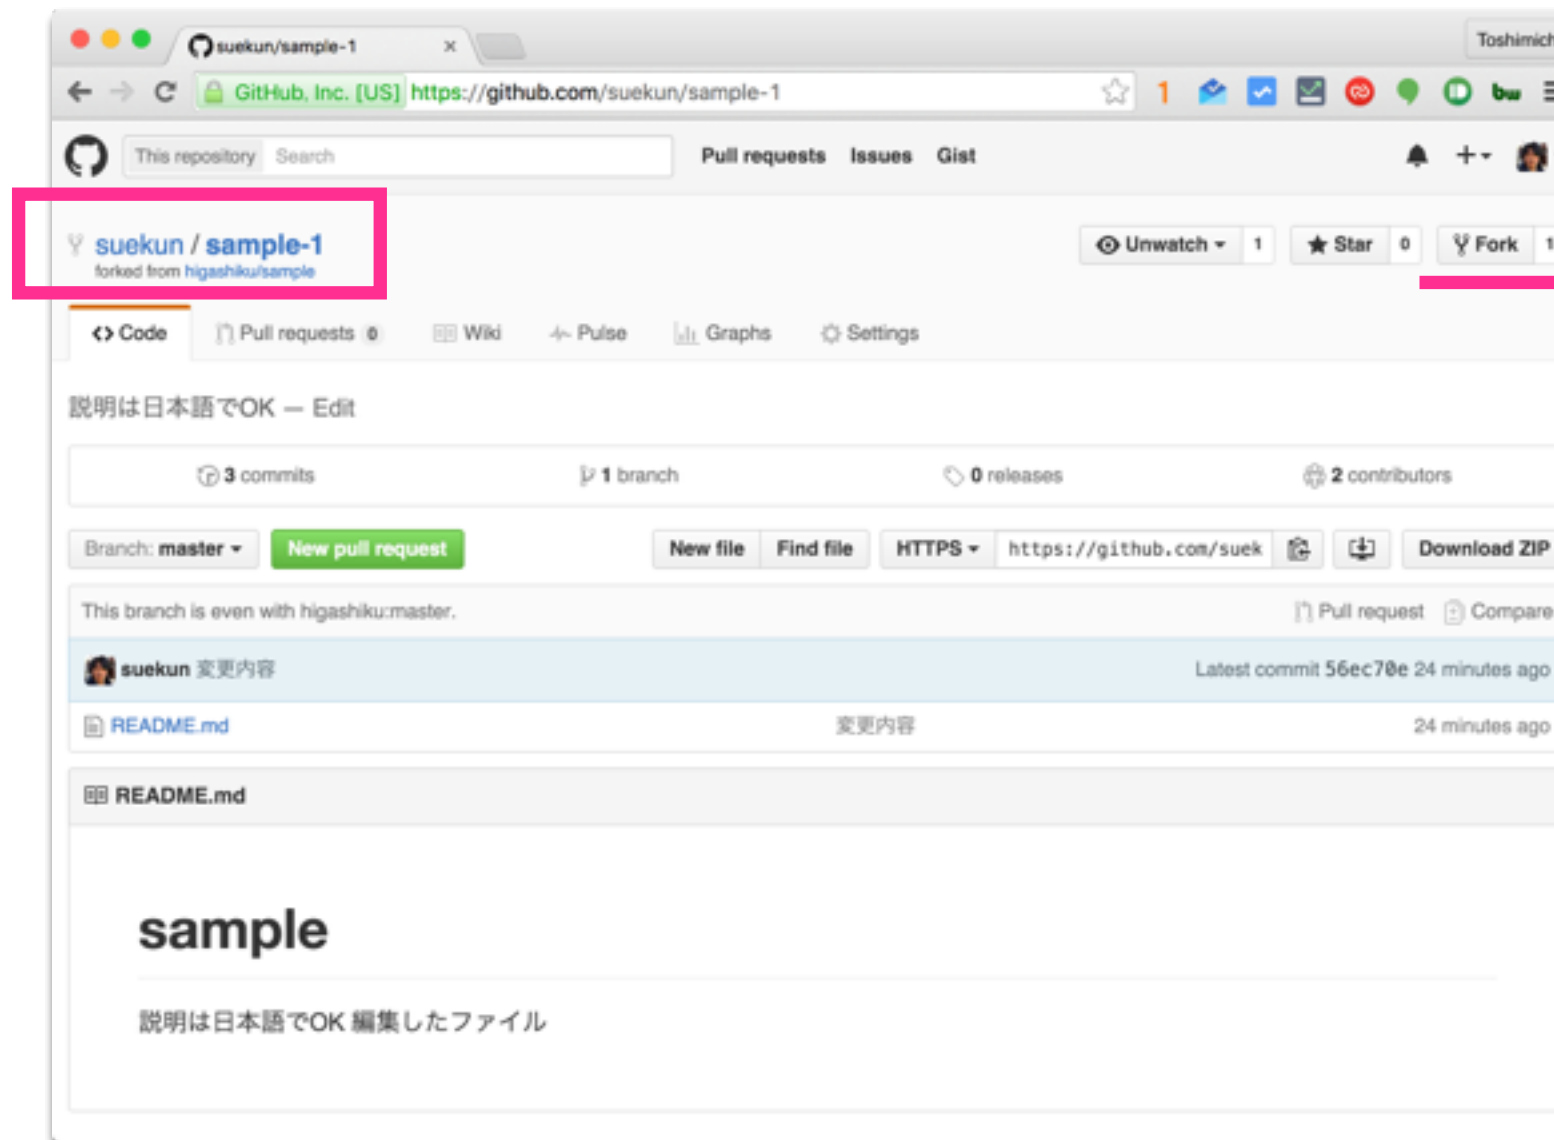 suekun/sample-1
Toshimich
GitHub, Inc. [US] https://github.com/suekun/sample-1
1
bw
This repository Search Pull requests Issues Gist
suekun / sample-1
forked from higashiku/sample
Unwatch 1 Star 0 Fork 1
Code Pull requests 0 Wiki Pulse Graphs Settings
説明は日本語でOK — Edit
3 commits 1 branch 0 releases 2 contributors
Branch: master New pull request New file Find file HTTPS https://github.com/suek Download ZIP
This branch is even with higashiku:master. Pull request Compare
suekun 変更内容 Latest commit 56ec70e 24 minutes ago
README.md 変更内容 24 minutes ago
README.md
sample
説明は日本語でOK 編集したファイル